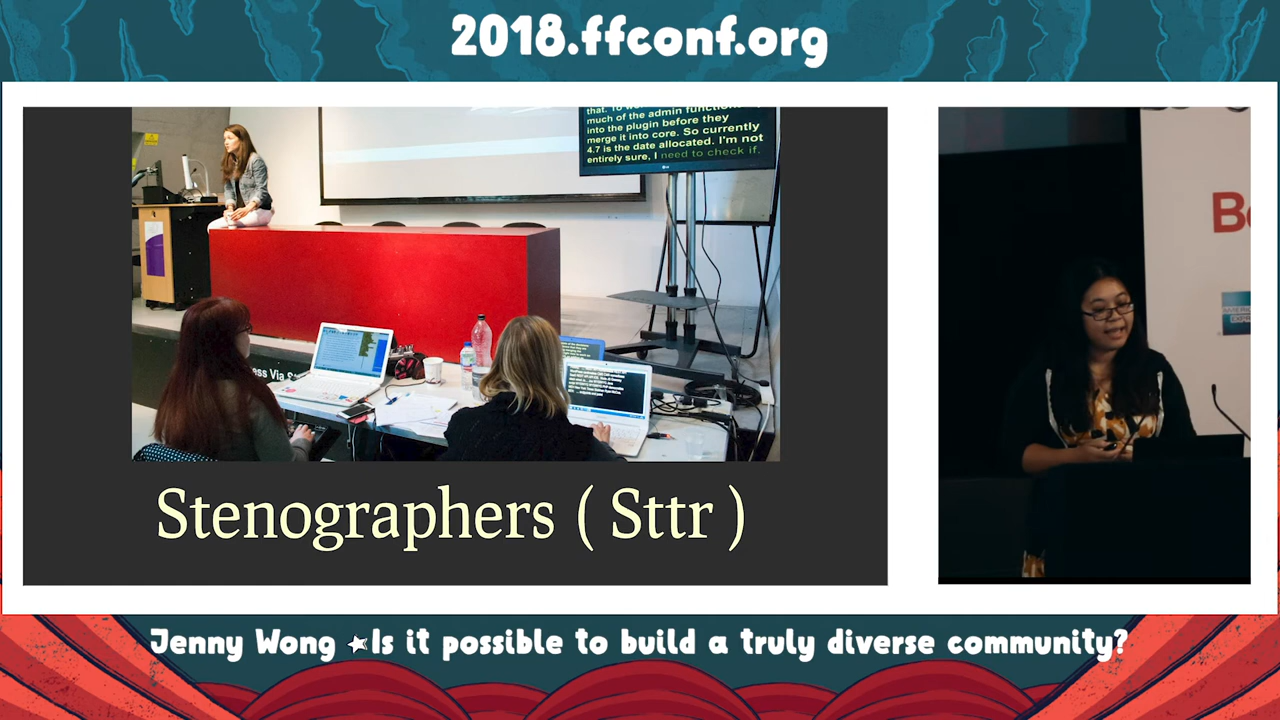 2018.ffconf.org
that. To
much of the admin
into the plugin before they
merge it into core. So currently
4.7 is the date allocated. I'm not
entirely sure, I need to check if.
ess Via
Stenographers ( Sttr )
Jenny Wong Is it possible to build a truly diverse community?